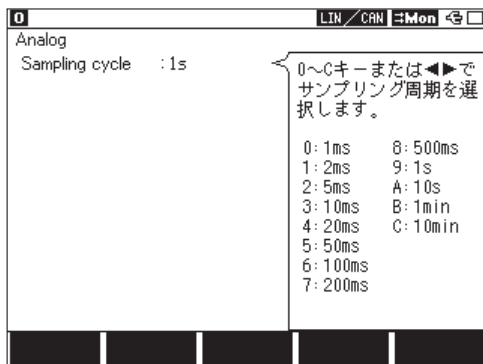 0 LIN/CAN ⇄Mon
Analog
Sampling cycle :1s
0~Cキーまたは◀▶で
サンプリング周期を選
択します。
0:1ms 8:500ms
1:2ms 9:1s
2:5ms A:10s
3:10ms B:1min
4:20ms C:10min
5:50ms
6:100ms
7:200ms